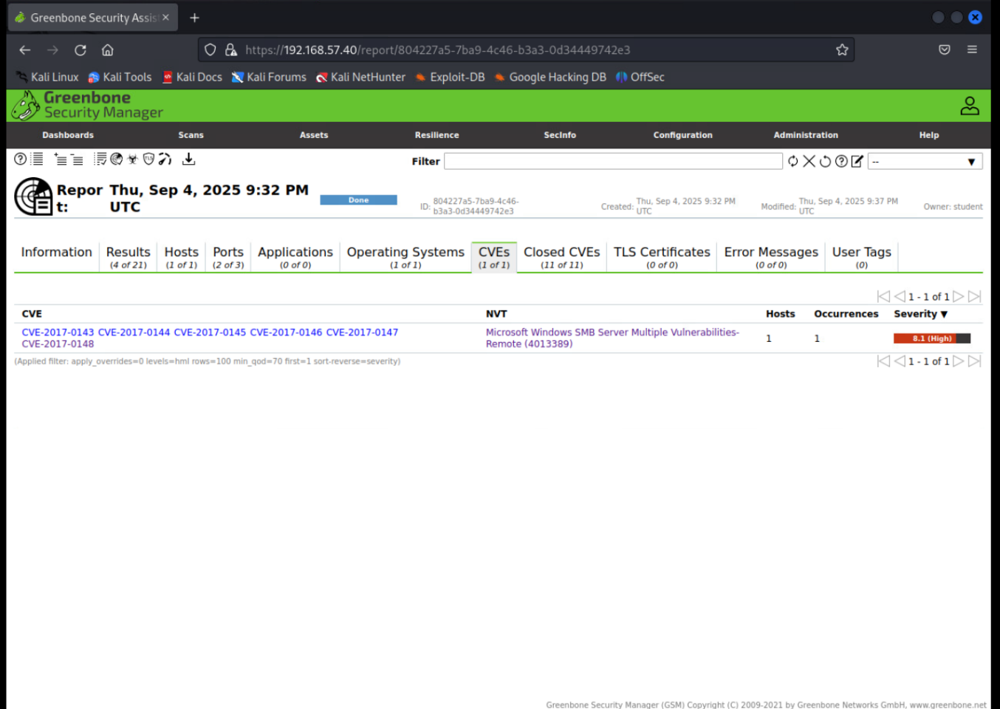 Greenbone Security Assis
https://192.168.57.40/report/804227a5-7ba9-4c46-b3a3-0d34449742e3
Kali Linux Kali Tools Kali Docs Kali Forums Kali NetHunter Exploit-DB Google Hacking DB OffSec
Greenbone
Security Manager
Dashboards Scans Assets Resilience SecInfo Configuration Administration Help
Filter --
Repor
t:
Thu, Sep 4, 2025 9:32 PM
UTC
Done
ID: 804227a5-7ba9-4c46-
b3a3-0d34449742e3
Created: Thu, Sep 4, 2025 9:32 PM
UTC
Modified: Thu, Sep 4, 2025 9:37 PM
UTC
Owner: student
Information Results Hosts Ports Applications Operating Systems CVEs Closed CVEs TLS Certificates Error Messages User Tags
(4 of 21) (1 of 1) (2 of 3) (0 of 0) (1 of 1) (1 of 1) (11 of 11) (0 of 0) (0 of 0) (0)
1 - 1 of 1
CVE NVT Hosts Occurrences Severity ▼
CVE-2017-0143 CVE-2017-0144 CVE-2017-0145 CVE-2017-0146 CVE-2017-0147
CVE-2017-0148
Microsoft Windows SMB Server Multiple Vulnerabilities-
Remote (4013389)
1 1 8.1 (High)
(Applied filter: apply_overrides=0 levels=hml rows=100 min_qod=70 first=1 sort-reverse=severity)
1 - 1 of 1
Greenbone Security Manager (GSM) Copyright (C) 2009-2021 by Greenbone Networks GmbH, www.greenbone.net